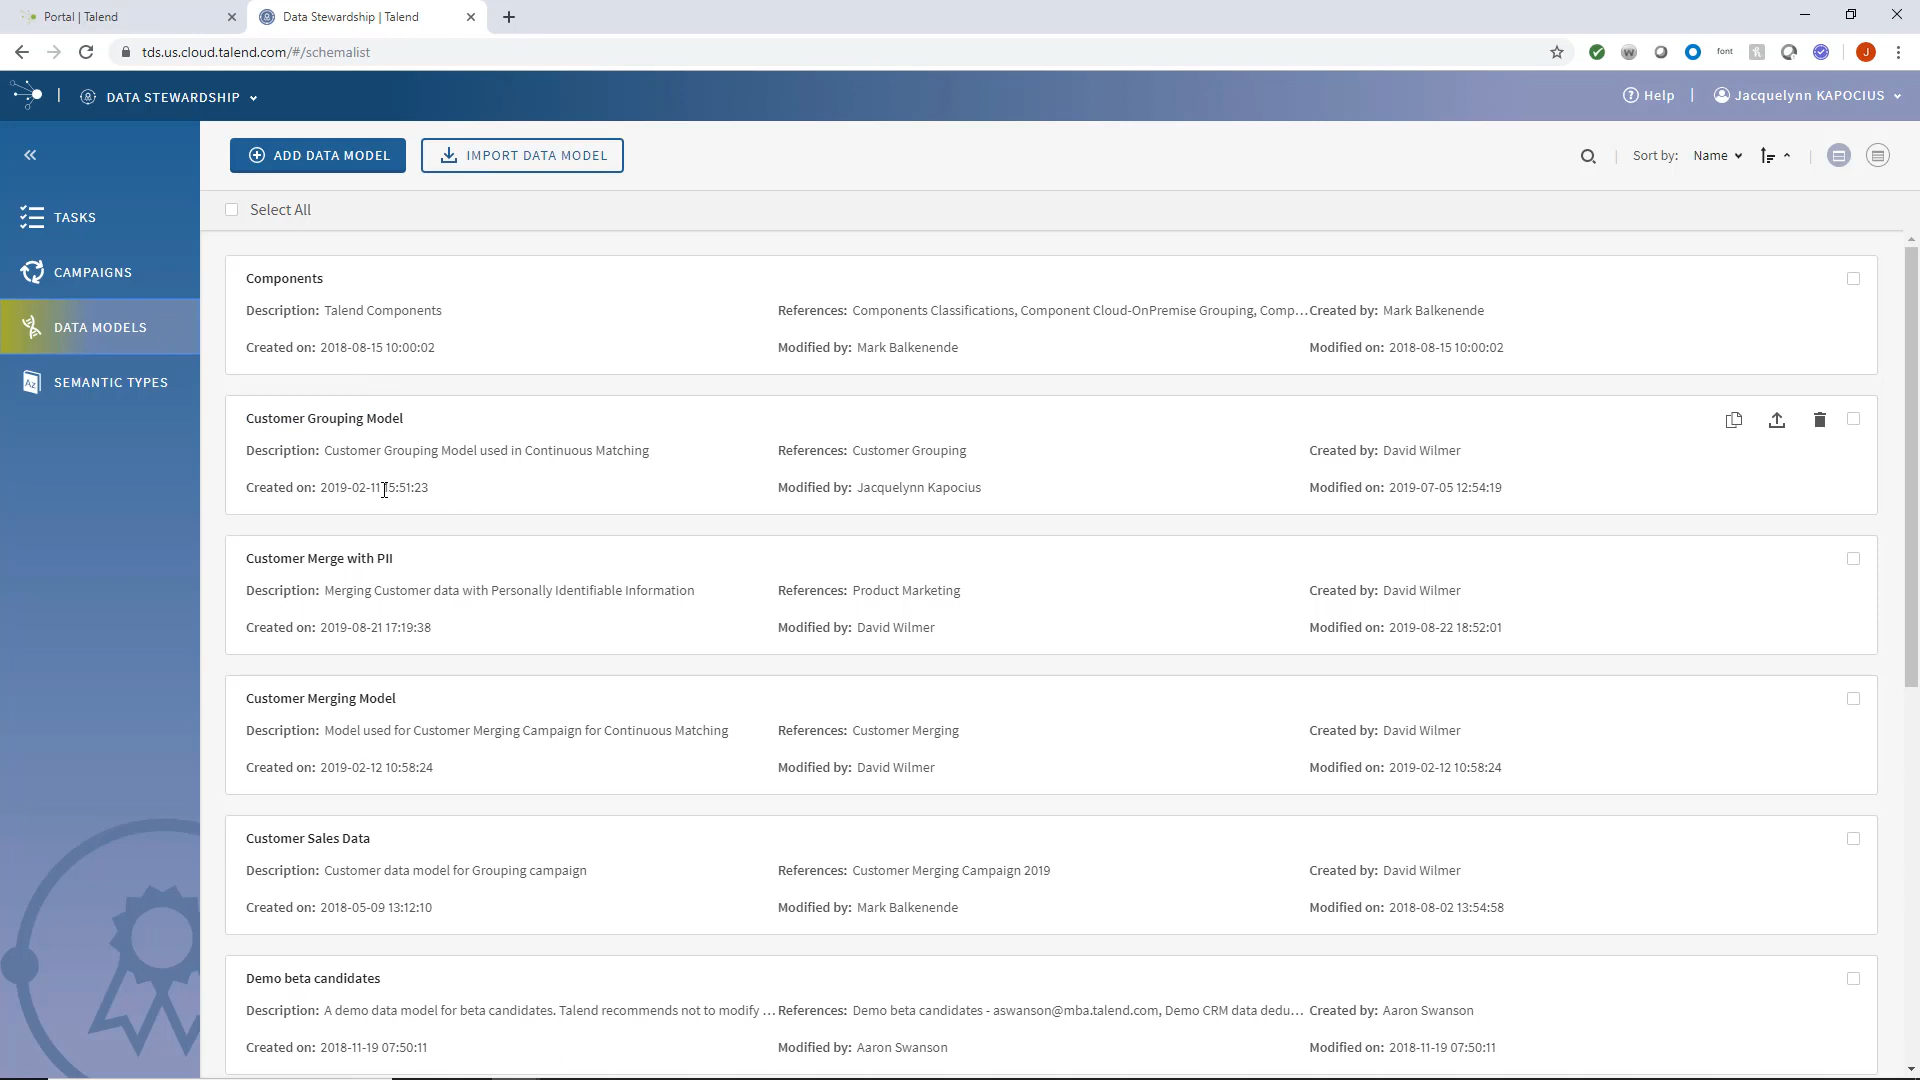 Portal | Talend
Data Stewardship | Talend
tds.us.cloud.talend.com/#/schemalist
font
J
DATA STEWARDSHIP
Help
Jacquelynn KAPOCIUS
ADD DATA MODEL
IMPORT DATA MODEL
Sort by: Name
TASKS
CAMPAIGNS
DATA MODELS
SEMANTIC TYPES
Select All
Components
Description: Talend Components
References: Components Classifications, Component Cloud-OnPremise Grouping, Comp...
Created by: Mark Balkenende
Created on: 2018-08-15 10:00:02
Modified by: Mark Balkenende
Modified on: 2018-08-15 10:00:02
Customer Grouping Model
Description: Customer Grouping Model used in Continuous Matching
References: Customer Grouping
Created by: David Wilmer
Created on: 2019-02-11 15:51:23
Modified by: Jacquelynn Kapocius
Modified on: 2019-07-05 12:54:19
Customer Merge with PII
Description: Merging Customer data with Personally Identifiable Information
References: Product Marketing
Created by: David Wilmer
Created on: 2019-08-21 17:19:38
Modified by: David Wilmer
Modified on: 2019-08-22 18:52:01
Customer Merging Model
Description: Model used for Customer Merging Campaign for Continuous Matching
References: Customer Merging
Created by: David Wilmer
Created on: 2019-02-12 10:58:24
Modified by: David Wilmer
Modified on: 2019-02-12 10:58:24
Customer Sales Data
Description: Customer data model for Grouping campaign
References: Customer Merging Campaign 2019
Created by: David Wilmer
Created on: 2018-05-09 13:12:10
Modified by: Mark Balkenende
Modified on: 2018-08-02 13:54:58
Demo beta candidates
Description: A demo data model for beta candidates. Talend recommends not to modify ...
References: Demo beta candidates - aswanson@mba.talend.com, Demo CRM data dedu...
Created by: Aaron Swanson
Created on: 2018-11-19 07:50:11
Modified by: Aaron Swanson
Modified on: 2018-11-19 07:50:11